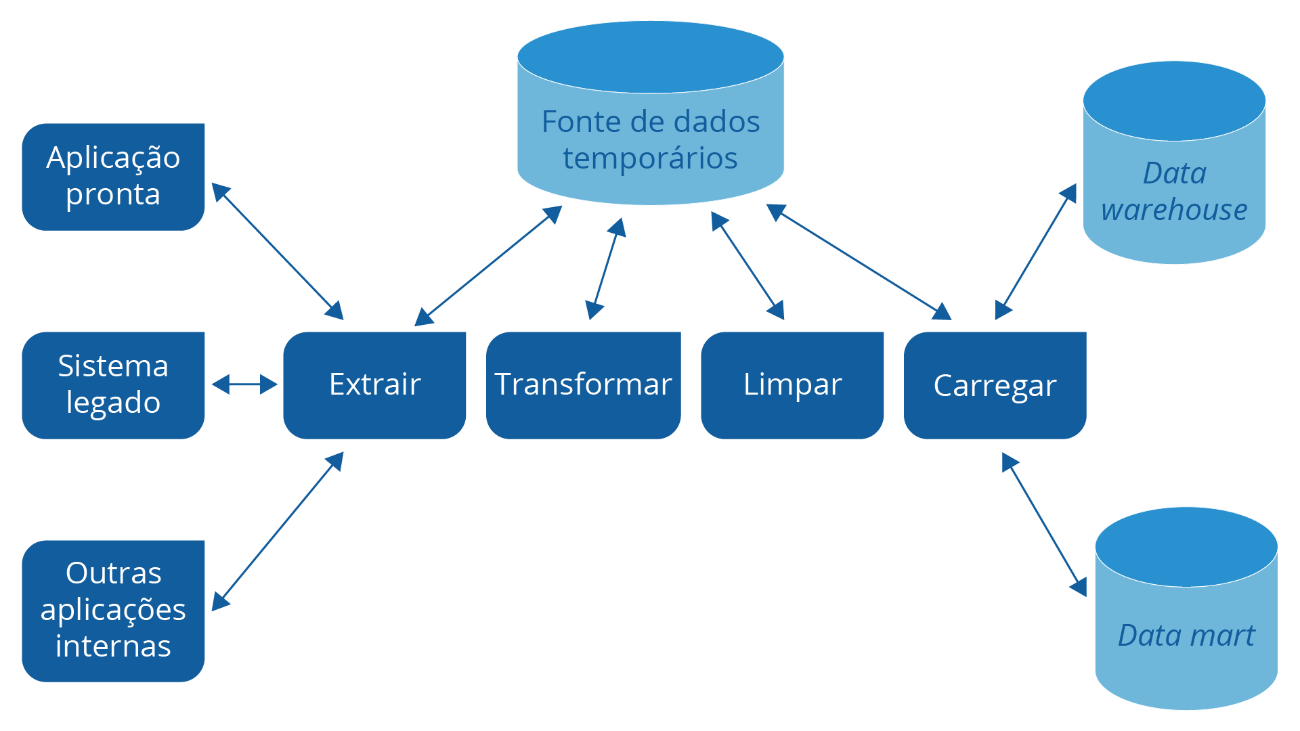 Fonte de dados
temporários
Data
warehouse
Aplicação
pronta
Sistema
legado
Extrair
Transformar
Limpar
Carregar
Outras
aplicações
internas
Data mart